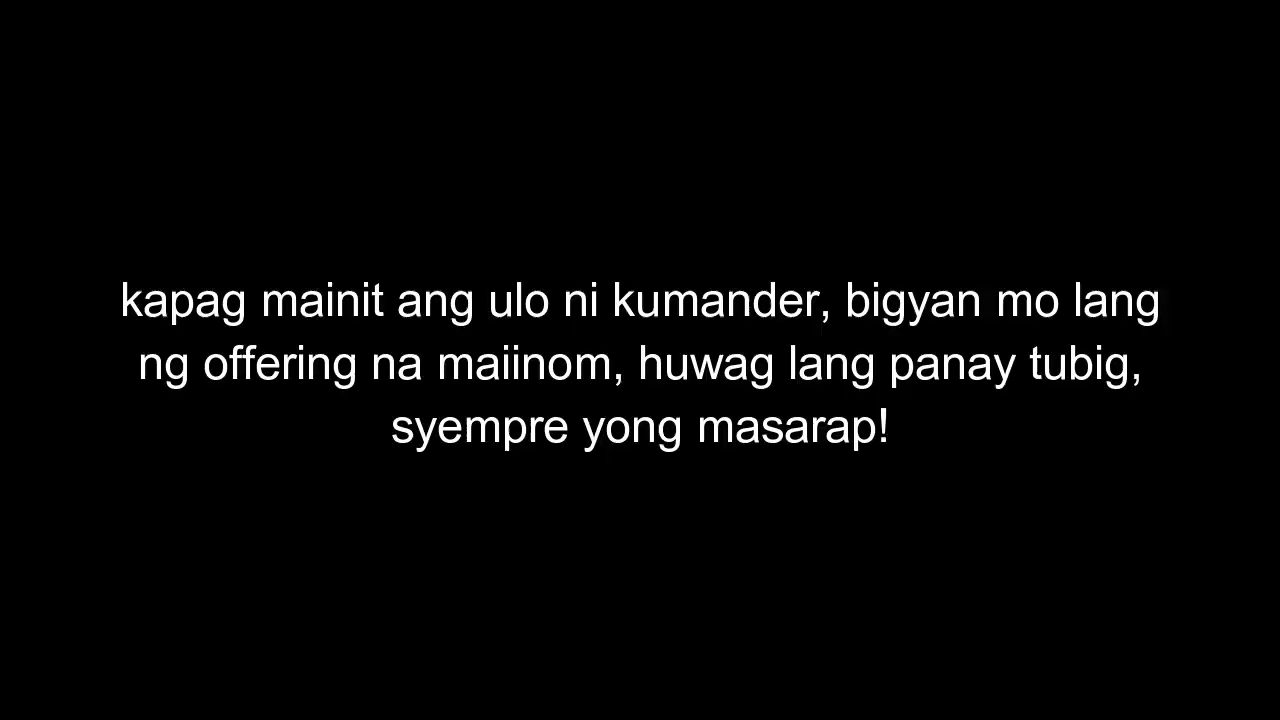 kapag mainit ang ulo ni kumander, bigyan mo lang
ng offering na maiinom, huwag lang panay tubig,
syempre yong masarap!